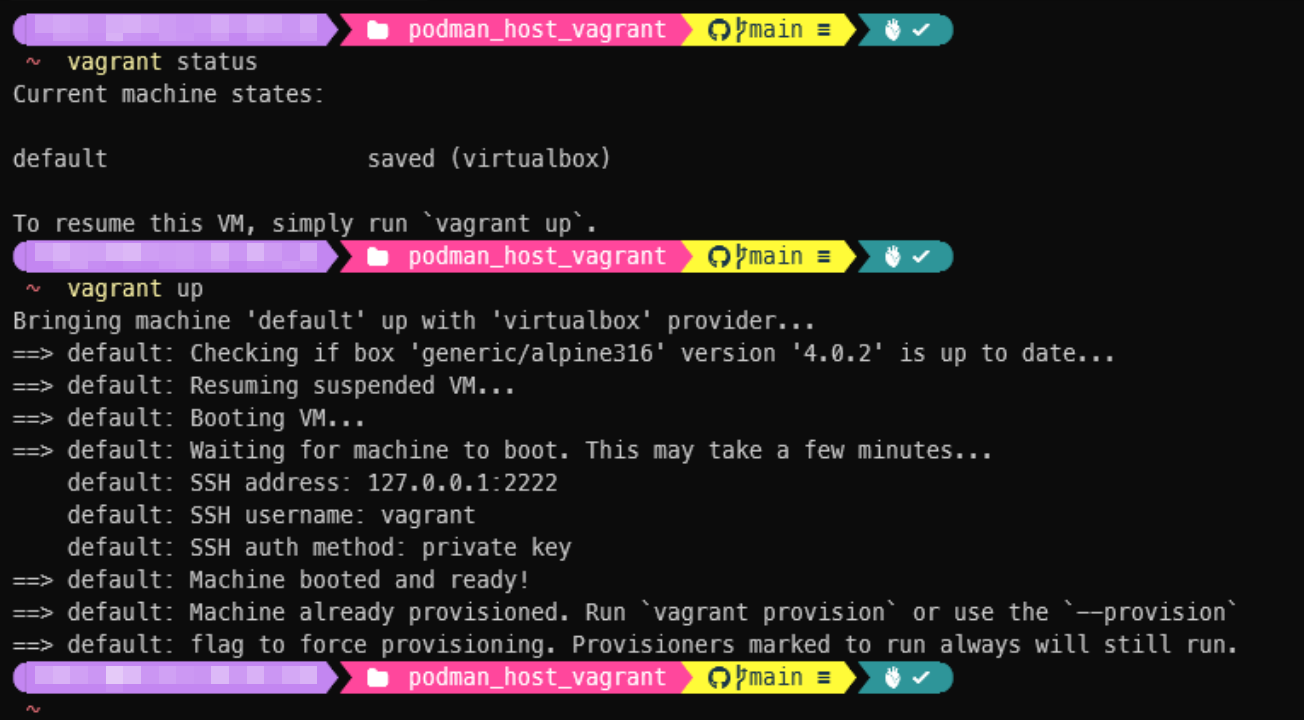 podman_host_vagrant main ≡
~ vagrant status
Current machine states:
default saved (virtualbox)
To resume this VM, simply run `vagrant up`.
podman_host_vagrant main ≡
~ vagrant up
Bringing machine 'default' up with 'virtualbox' provider...
==> default: Checking if box 'generic/alpine316' version '4.0.2' is up to date...
==> default: Resuming suspended VM...
==> default: Booting VM...
==> default: Waiting for machine to boot. This may take a few minutes...
default: SSH address: 127.0.0.1:2222
default: SSH username: vagrant
default: SSH auth method: private key
==> default: Machine booted and ready!
==> default: Machine already provisioned. Run `vagrant provision` or use the `--provision`
==> default: flag to force provisioning. Provisioners marked to run always will still run.
podman_host_vagrant main ≡
~